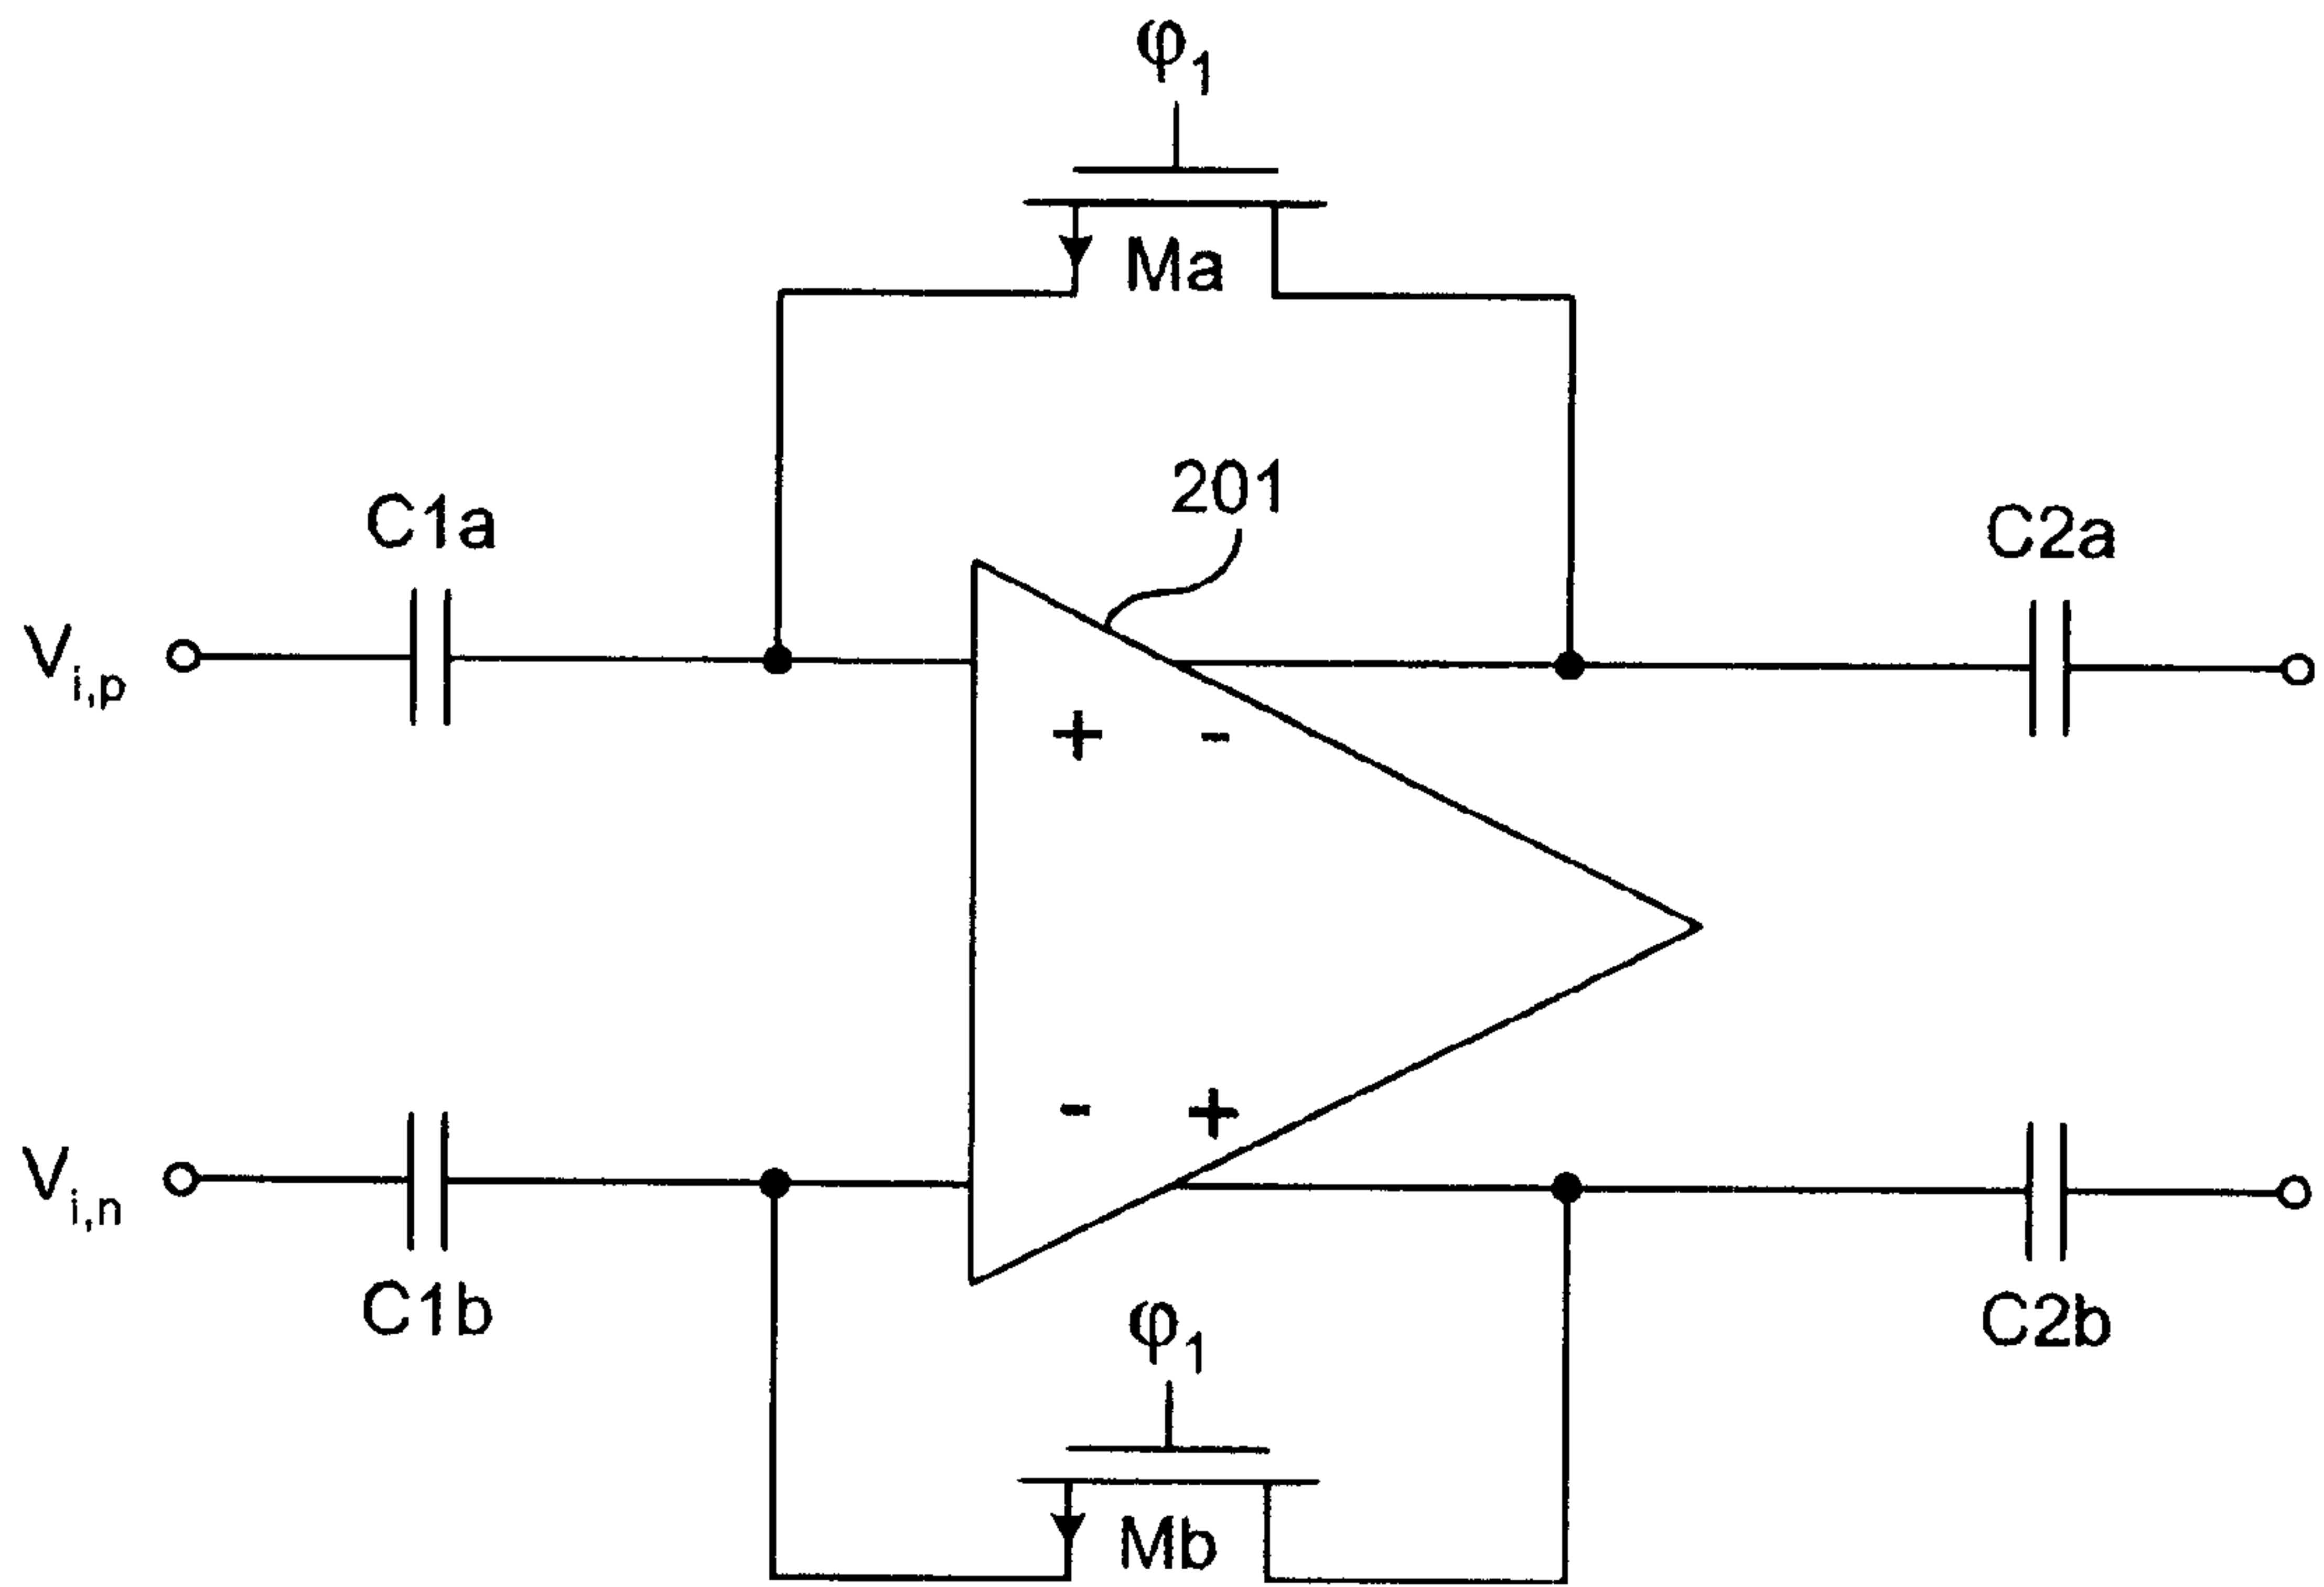 φ1
Ma
201
C1a
C2a
Vi,p
+ -
- +
Vi,n
C1b
φ1
C2b
Mb